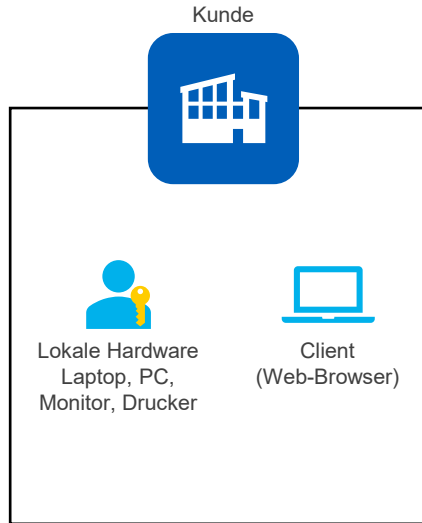 Kunde
Lokale Hardware
Laptop, PC,
Monitor, Drucker
Client
(Web-Browser)